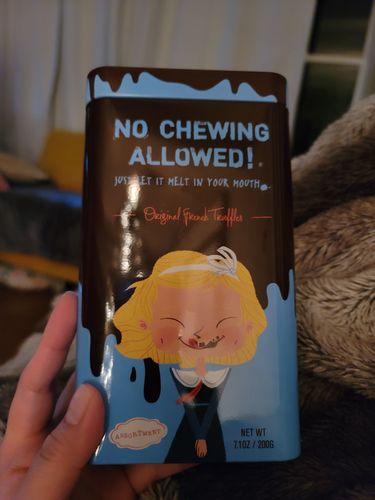 NO CHEWING
ALLOWED!
JUST LET IT MELT IN YOUR MOUTH
Original French Truffles
ASSORTMENT
NET WT
7.1OZ / 200G